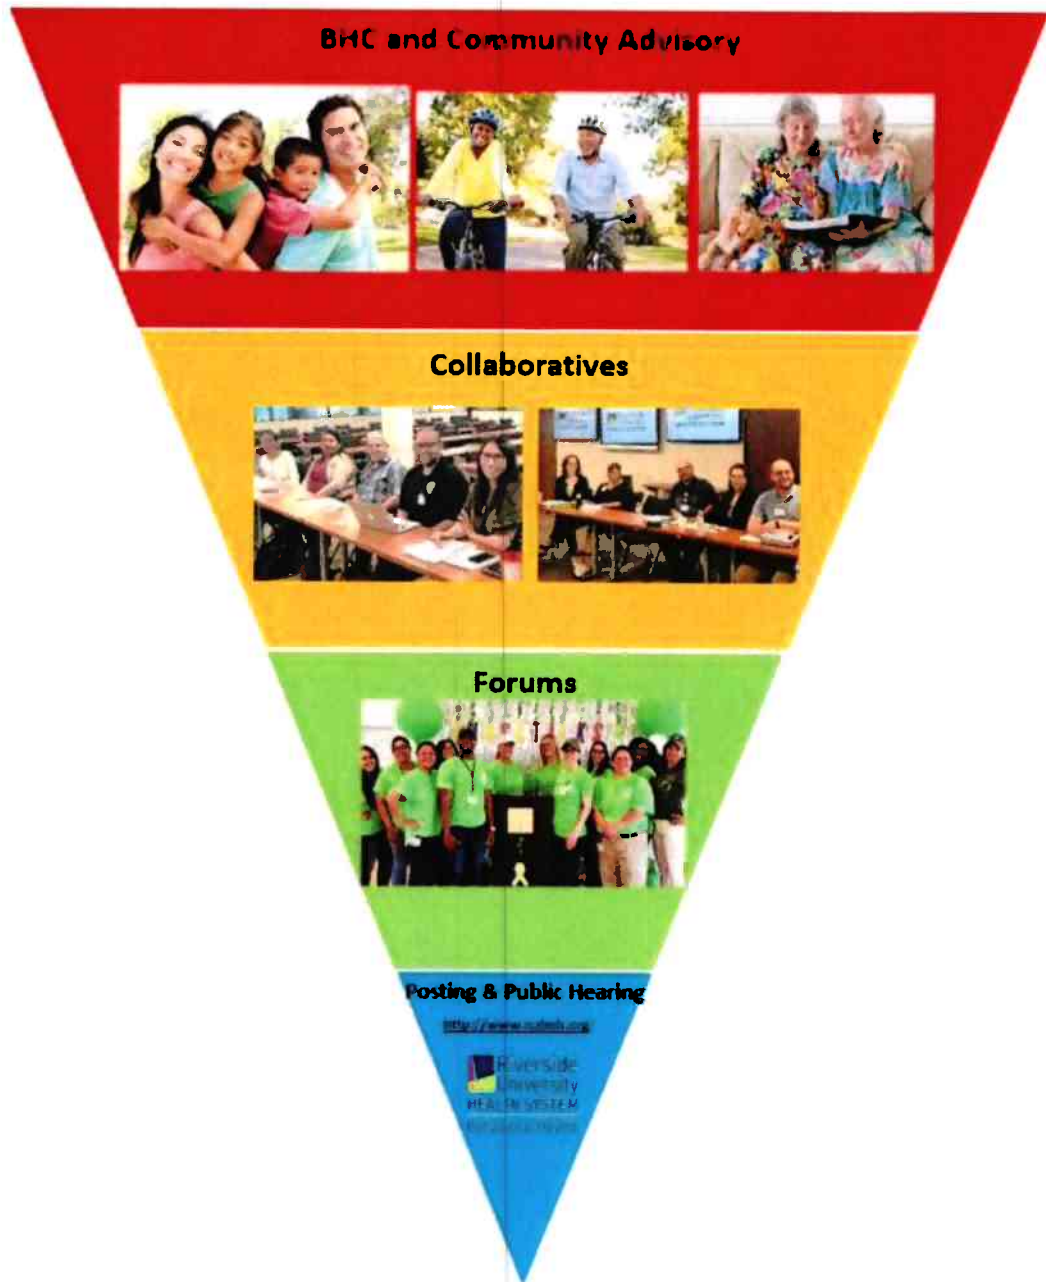 BHC and Community Advisory
Collaboratives
Forums
Posting & Public Hearing
Riverside
University
HEALTH SYSTEM